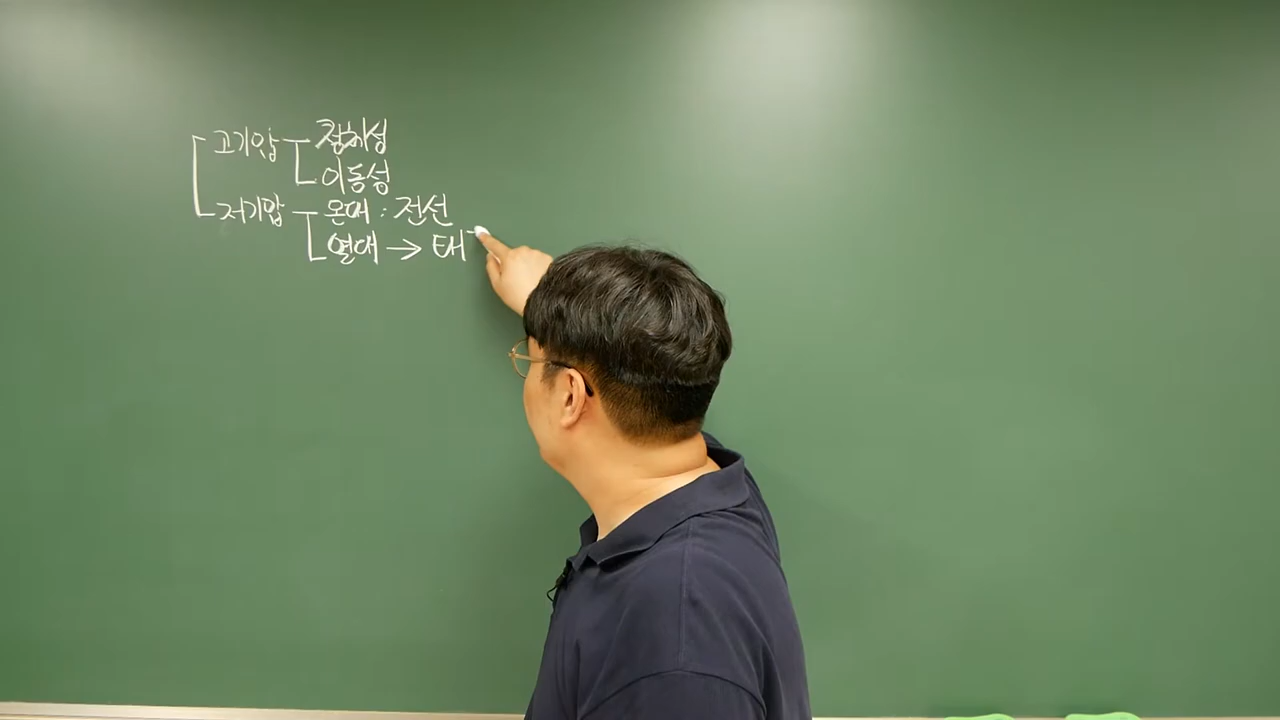 고기압 정체성
이동성
저기압 온대 : 전선
열대 → 태